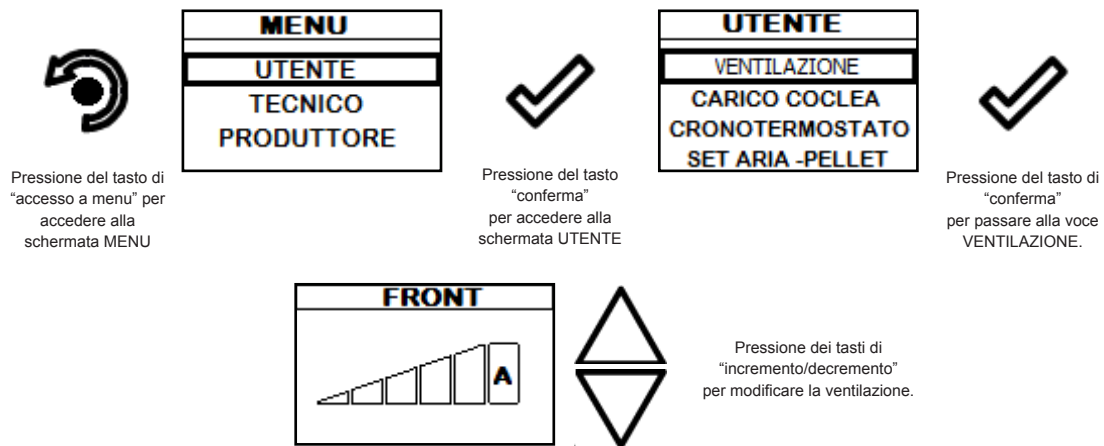 MENU
UTENTE
TECNICO
PRODUTTORE
Pressione del tasto di
“accesso a menu” per
accedere alla
schermata MENU
Pressione del tasto
“conferma”
per accedere alla
schermata UTENTE
UTENTE
VENTILAZIONE
CARICO COCLEA
CRONOTERMOSTATO
SET ARIA -PELLET
Pressione del tasto di
“conferma”
per passare alla voce
VENTILAZIONE.
FRONT
A
Pressione dei tasti di
“incremento/decremento”
per modificare la ventilazione.